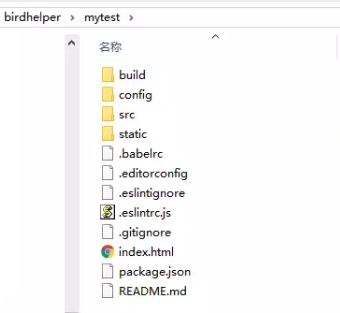 birdhelper > mytest
名称
build
config
src
static
.babelrc
.editorconfig
.eslintignore
.eslintrc.js
.gitignore
index.html
package.json
README.md